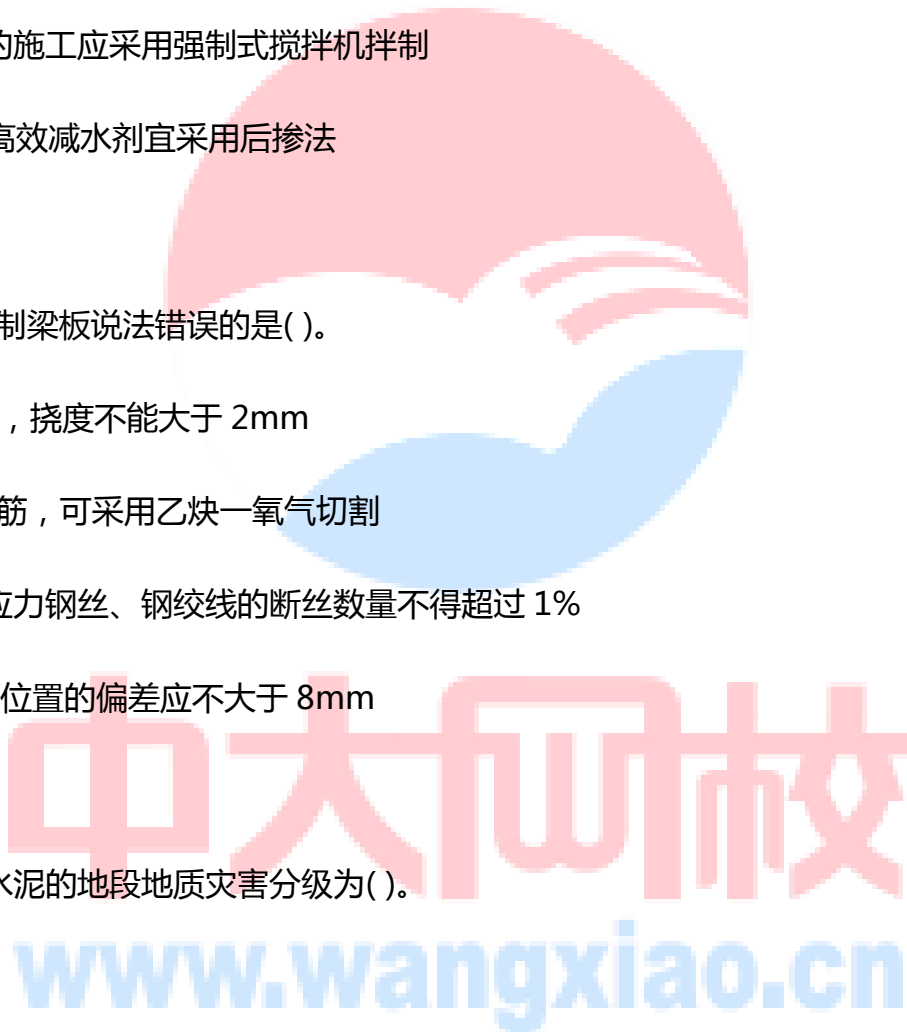 的施工应采用强制式搅拌机拌制
高效减水剂宜采用后掺法
制梁板说法错误的是( )。
，挠度不能大于 2mm
筋，可采用乙炔一氧气切割
应力钢丝、钢绞线的断丝数量不得超过 1%
位置的偏差应不大于 8mm
中大网校
水泥的地段地质灾害分级为( )。
www.wangxiao.cn